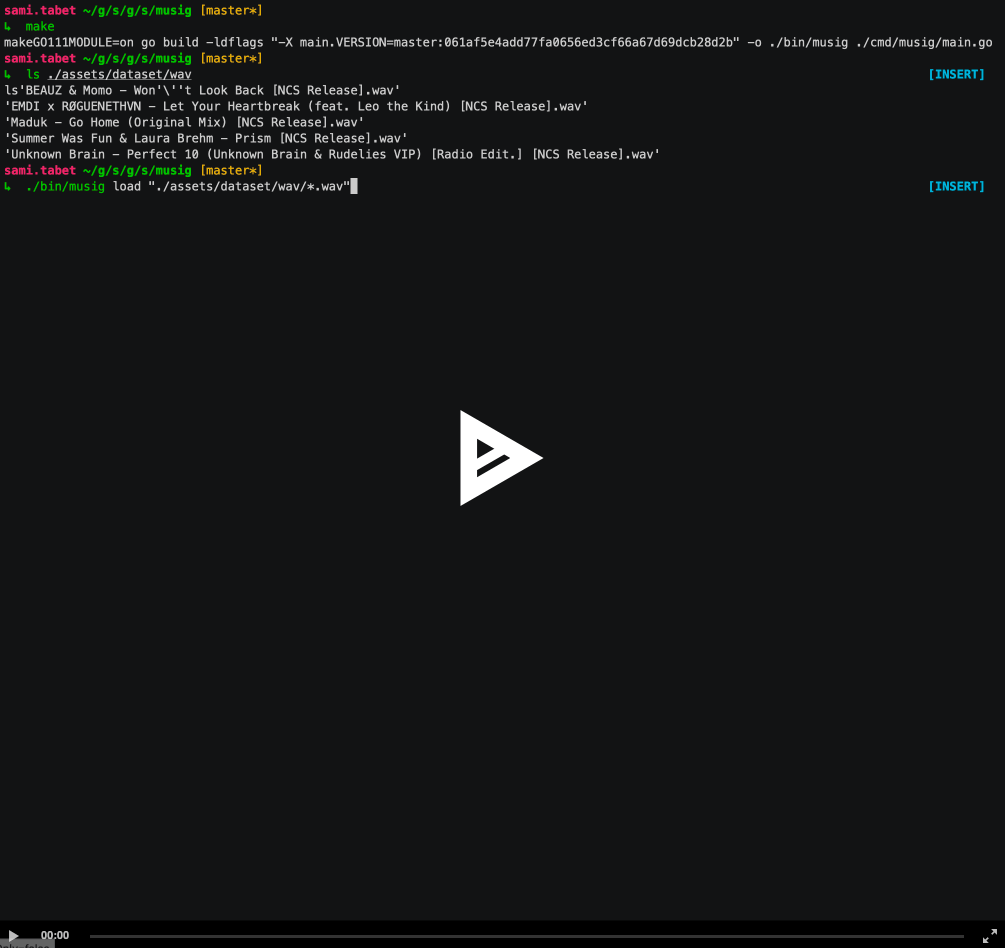 sami.tabet ~/g/s/g/s/musig [master*]
↳ make
makeGO111MODULE=on go build -ldflags "-X main.VERSION=master:061af5e4add77fa0656ed3cf66a67d69dcb28d2b" -o ./bin/musig ./cmd/musig/main.go
sami.tabet ~/g/s/g/s/musig [master*]
↳ ls ./assets/dataset/wav [INSERT]
ls'BEAUZ & Momo - Won'\''t Look Back [NCS Release].wav'
'EMDI x RØGUENETHVN - Let Your Heartbreak (feat. Leo the Kind) [NCS Release].wav'
'Maduk - Go Home (Original Mix) [NCS Release].wav'
'Summer Was Fun & Laura Brehm - Prism [NCS Release].wav'
'Unknown Brain - Perfect 10 (Unknown Brain & Rudelies VIP) [Radio Edit.] [NCS Release].wav'
sami.tabet ~/g/s/g/s/musig [master*]
↳ ./bin/musig load "./assets/dataset/wav/*.wav" [INSERT]
00:00